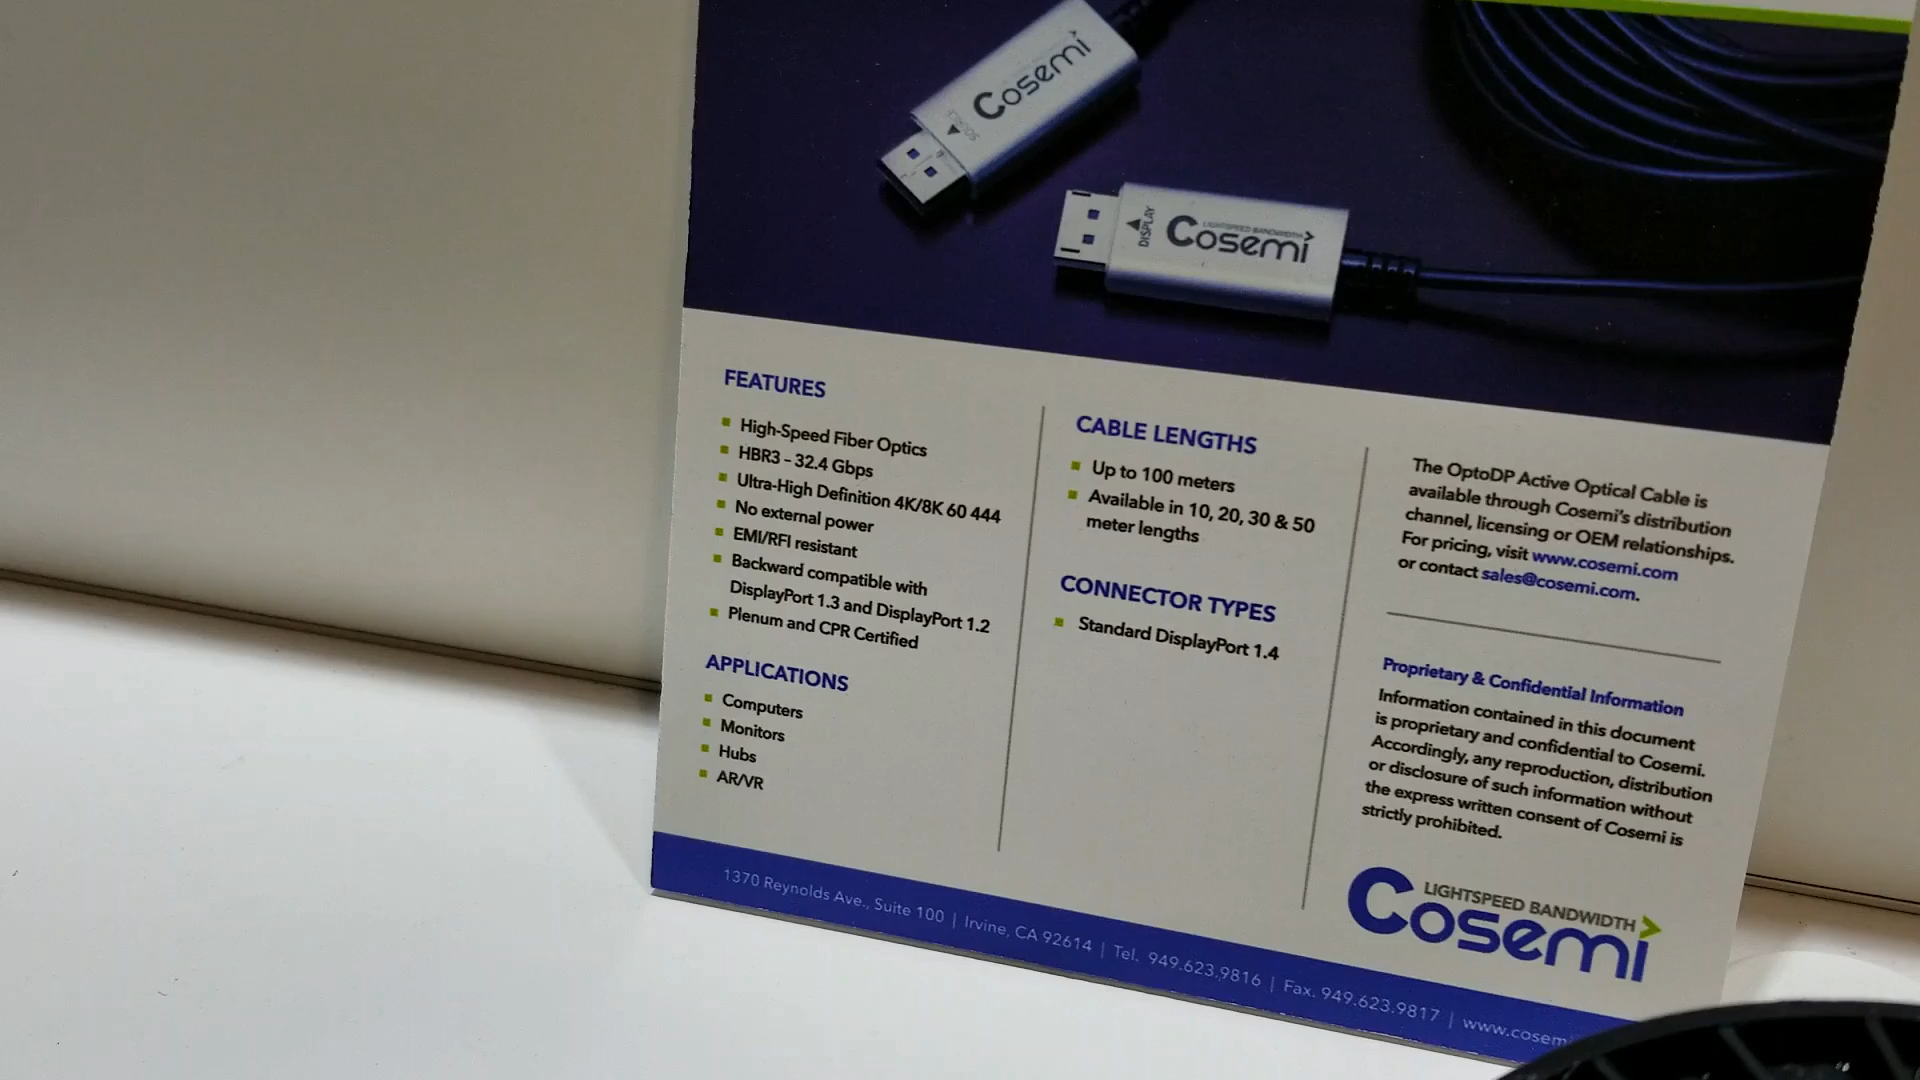 Cosemi
SOURCE
DISPLAY
LIGHTSPEED BANDWIDTH
Cosemi
FEATURES
High-Speed Fiber Optics
HBR3 – 32.4 Gbps
Ultra-High Definition 4K/8K 60 444
No external power
EMI/RFI resistant
Backward compatible with
DisplayPort 1.3 and DisplayPort 1.2
Plenum and CPR Certified
APPLICATIONS
Computers
Monitors
Hubs
AR/VR
CABLE LENGTHS
Up to 100 meters
Available in 10, 20, 30 & 50
meter lengths
CONNECTOR TYPES
Standard DisplayPort 1.4
The OptoDP Active Optical Cable is
available through Cosemi's distribution
channel, licensing or OEM relationships.
For pricing, visit www.cosemi.com
or contact sales@cosemi.com.
Proprietary & Confidential Information
Information contained in this document
is proprietary and confidential to Cosemi.
Accordingly, any reproduction, distribution
or disclosure of such information without
the express written consent of Cosemi is
strictly prohibited.
LIGHTSPEED BANDWIDTH
Cosemi
1370 Reynolds Ave., Suite 100 | Irvine, CA 92614 | Tel. 949.623.9816 | Fax. 949.623.9817 | www.cosemi